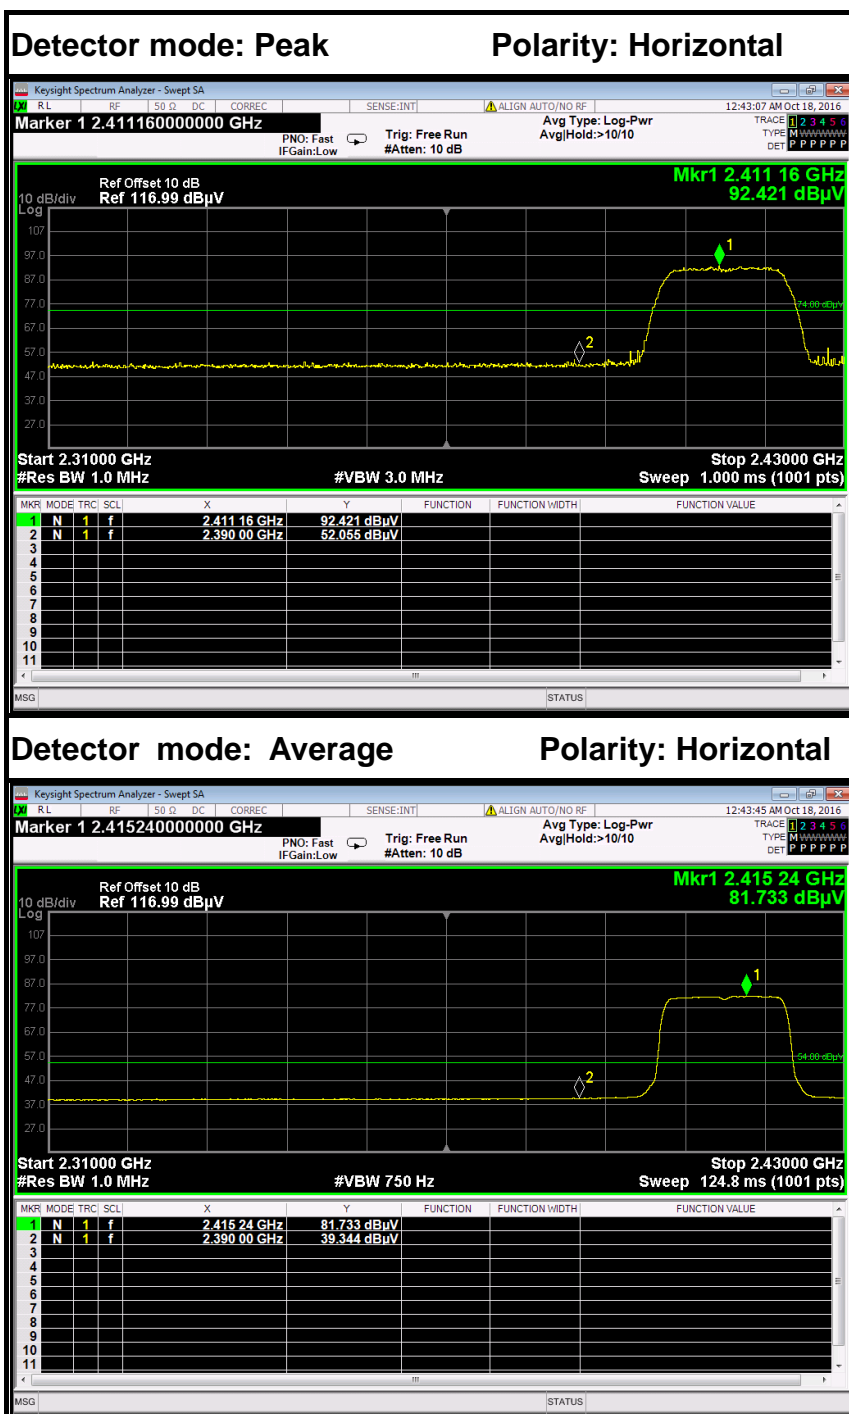 Detector mode: Peak Polarity: Horizontal
Keysight Spectrum Analyzer - Swept SA
LXI RL RF 50 Ω DC CORREC SENSE:INT ALIGN AUTO/NO RF 12:43:07 AM Oct 18, 2016
Marker 1 2.411160000000 GHz
PNO: Fast
IFGain:Low
Trig: Free Run
#Atten: 10 dB
Avg Type: Log-Pwr
Avg|Hold:>10/10
TRACE 1 2 3 4 5 6
TYPE M WWWWW
DET P P P P P P
Mkr1 2.411 16 GHz
92.421 dBµV
Ref Offset 10 dB
10 dB/div Ref 116.99 dBµV
Log
107
97.0
87.0
77.0
67.0
57.0
47.0
37.0
27.0
1
74.00 dBµV
2
Start 2.31000 GHz Stop 2.43000 GHz
#Res BW 1.0 MHz #VBW 3.0 MHz Sweep 1.000 ms (1001 pts)
MKR MODE TRC SCL X Y FUNCTION FUNCTION WIDTH FUNCTION VALUE
1 N 1 f 2.411 16 GHz 92.421 dBµV
2 N 1 f 2.390 00 GHz 52.055 dBµV
3
4
5
6
7
8
9
10
11
MSG STATUS
Detector mode: Average Polarity: Horizontal
Keysight Spectrum Analyzer - Swept SA
LXI RL RF 50 Ω DC CORREC SENSE:INT ALIGN AUTO/NO RF 12:43:45 AM Oct 18, 2016
Marker 1 2.415240000000 GHz
PNO: Fast
IFGain:Low
Trig: Free Run
#Atten: 10 dB
Avg Type: Log-Pwr
Avg|Hold:>10/10
TRACE 1 2 3 4 5 6
TYPE M WWWWW
DET P P P P P P
Mkr1 2.415 24 GHz
81.733 dBµV
Ref Offset 10 dB
10 dB/div Ref 116.99 dBµV
Log
107
97.0
87.0
77.0
67.0
57.0
47.0
37.0
27.0
1
54.00 dBµV
2
Start 2.31000 GHz Stop 2.43000 GHz
#Res BW 1.0 MHz #VBW 750 Hz Sweep 124.8 ms (1001 pts)
MKR MODE TRC SCL X Y FUNCTION FUNCTION WIDTH FUNCTION VALUE
1 N 1 f 2.415 24 GHz 81.733 dBµV
2 N 1 f 2.390 00 GHz 39.344 dBµV
3
4
5
6
7
8
9
10
11
MSG STATUS